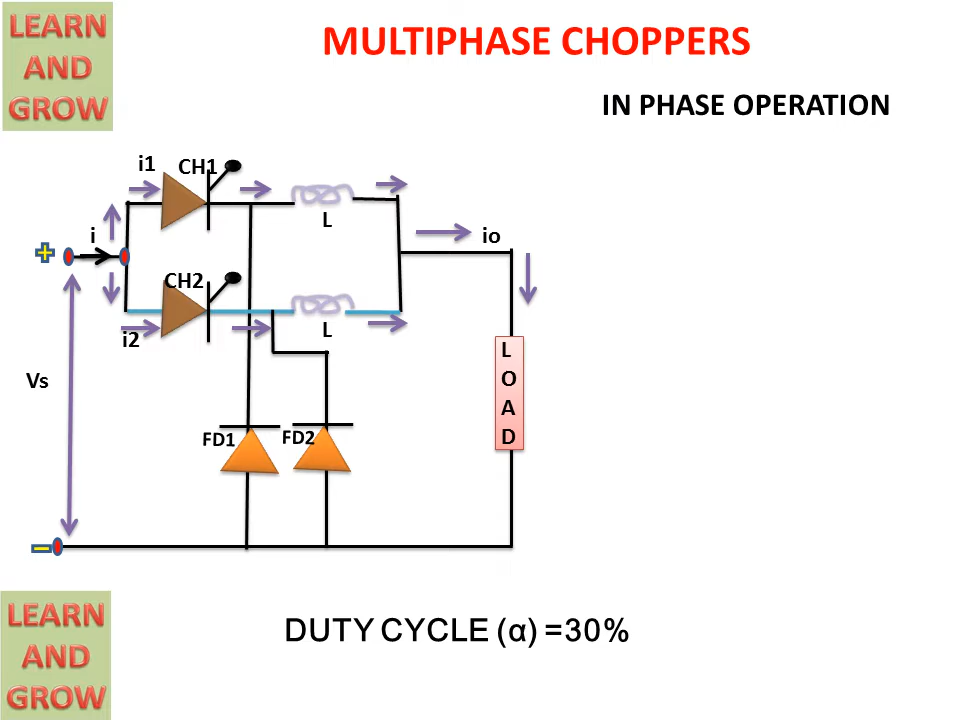 LEARN
AND
GROW
MULTIPHASE CHOPPERS
IN PHASE OPERATION
i1
CH1
L
i
io
+
CH2
i2
L
Vs
L
O
A
D
FD1
FD2
–
LEARN
AND
GROW
DUTY CYCLE (α) =30%